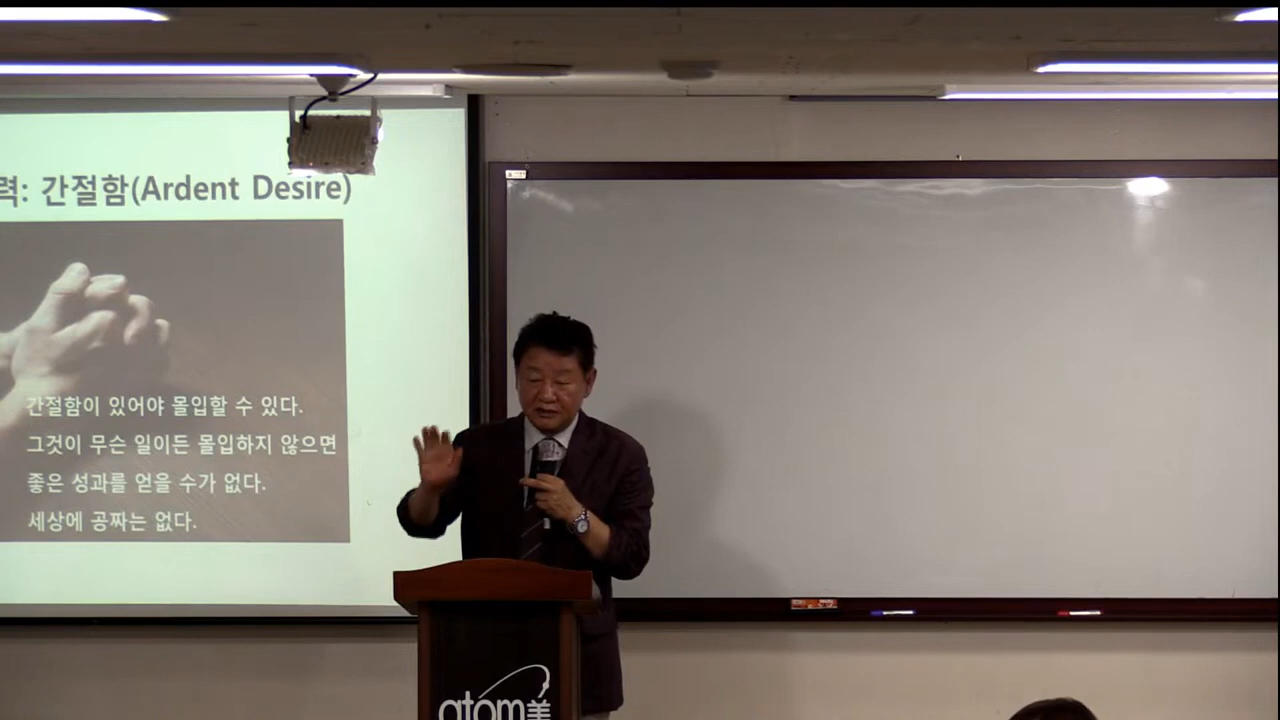 력: 간절함(Ardent Desire)
간절함이 있어야 몰입할 수 있다.
그것이 무슨 일이든 몰입하지 않으면
좋은 성과를 얻을 수가 없다.
세상에 공짜는 없다.
atom美